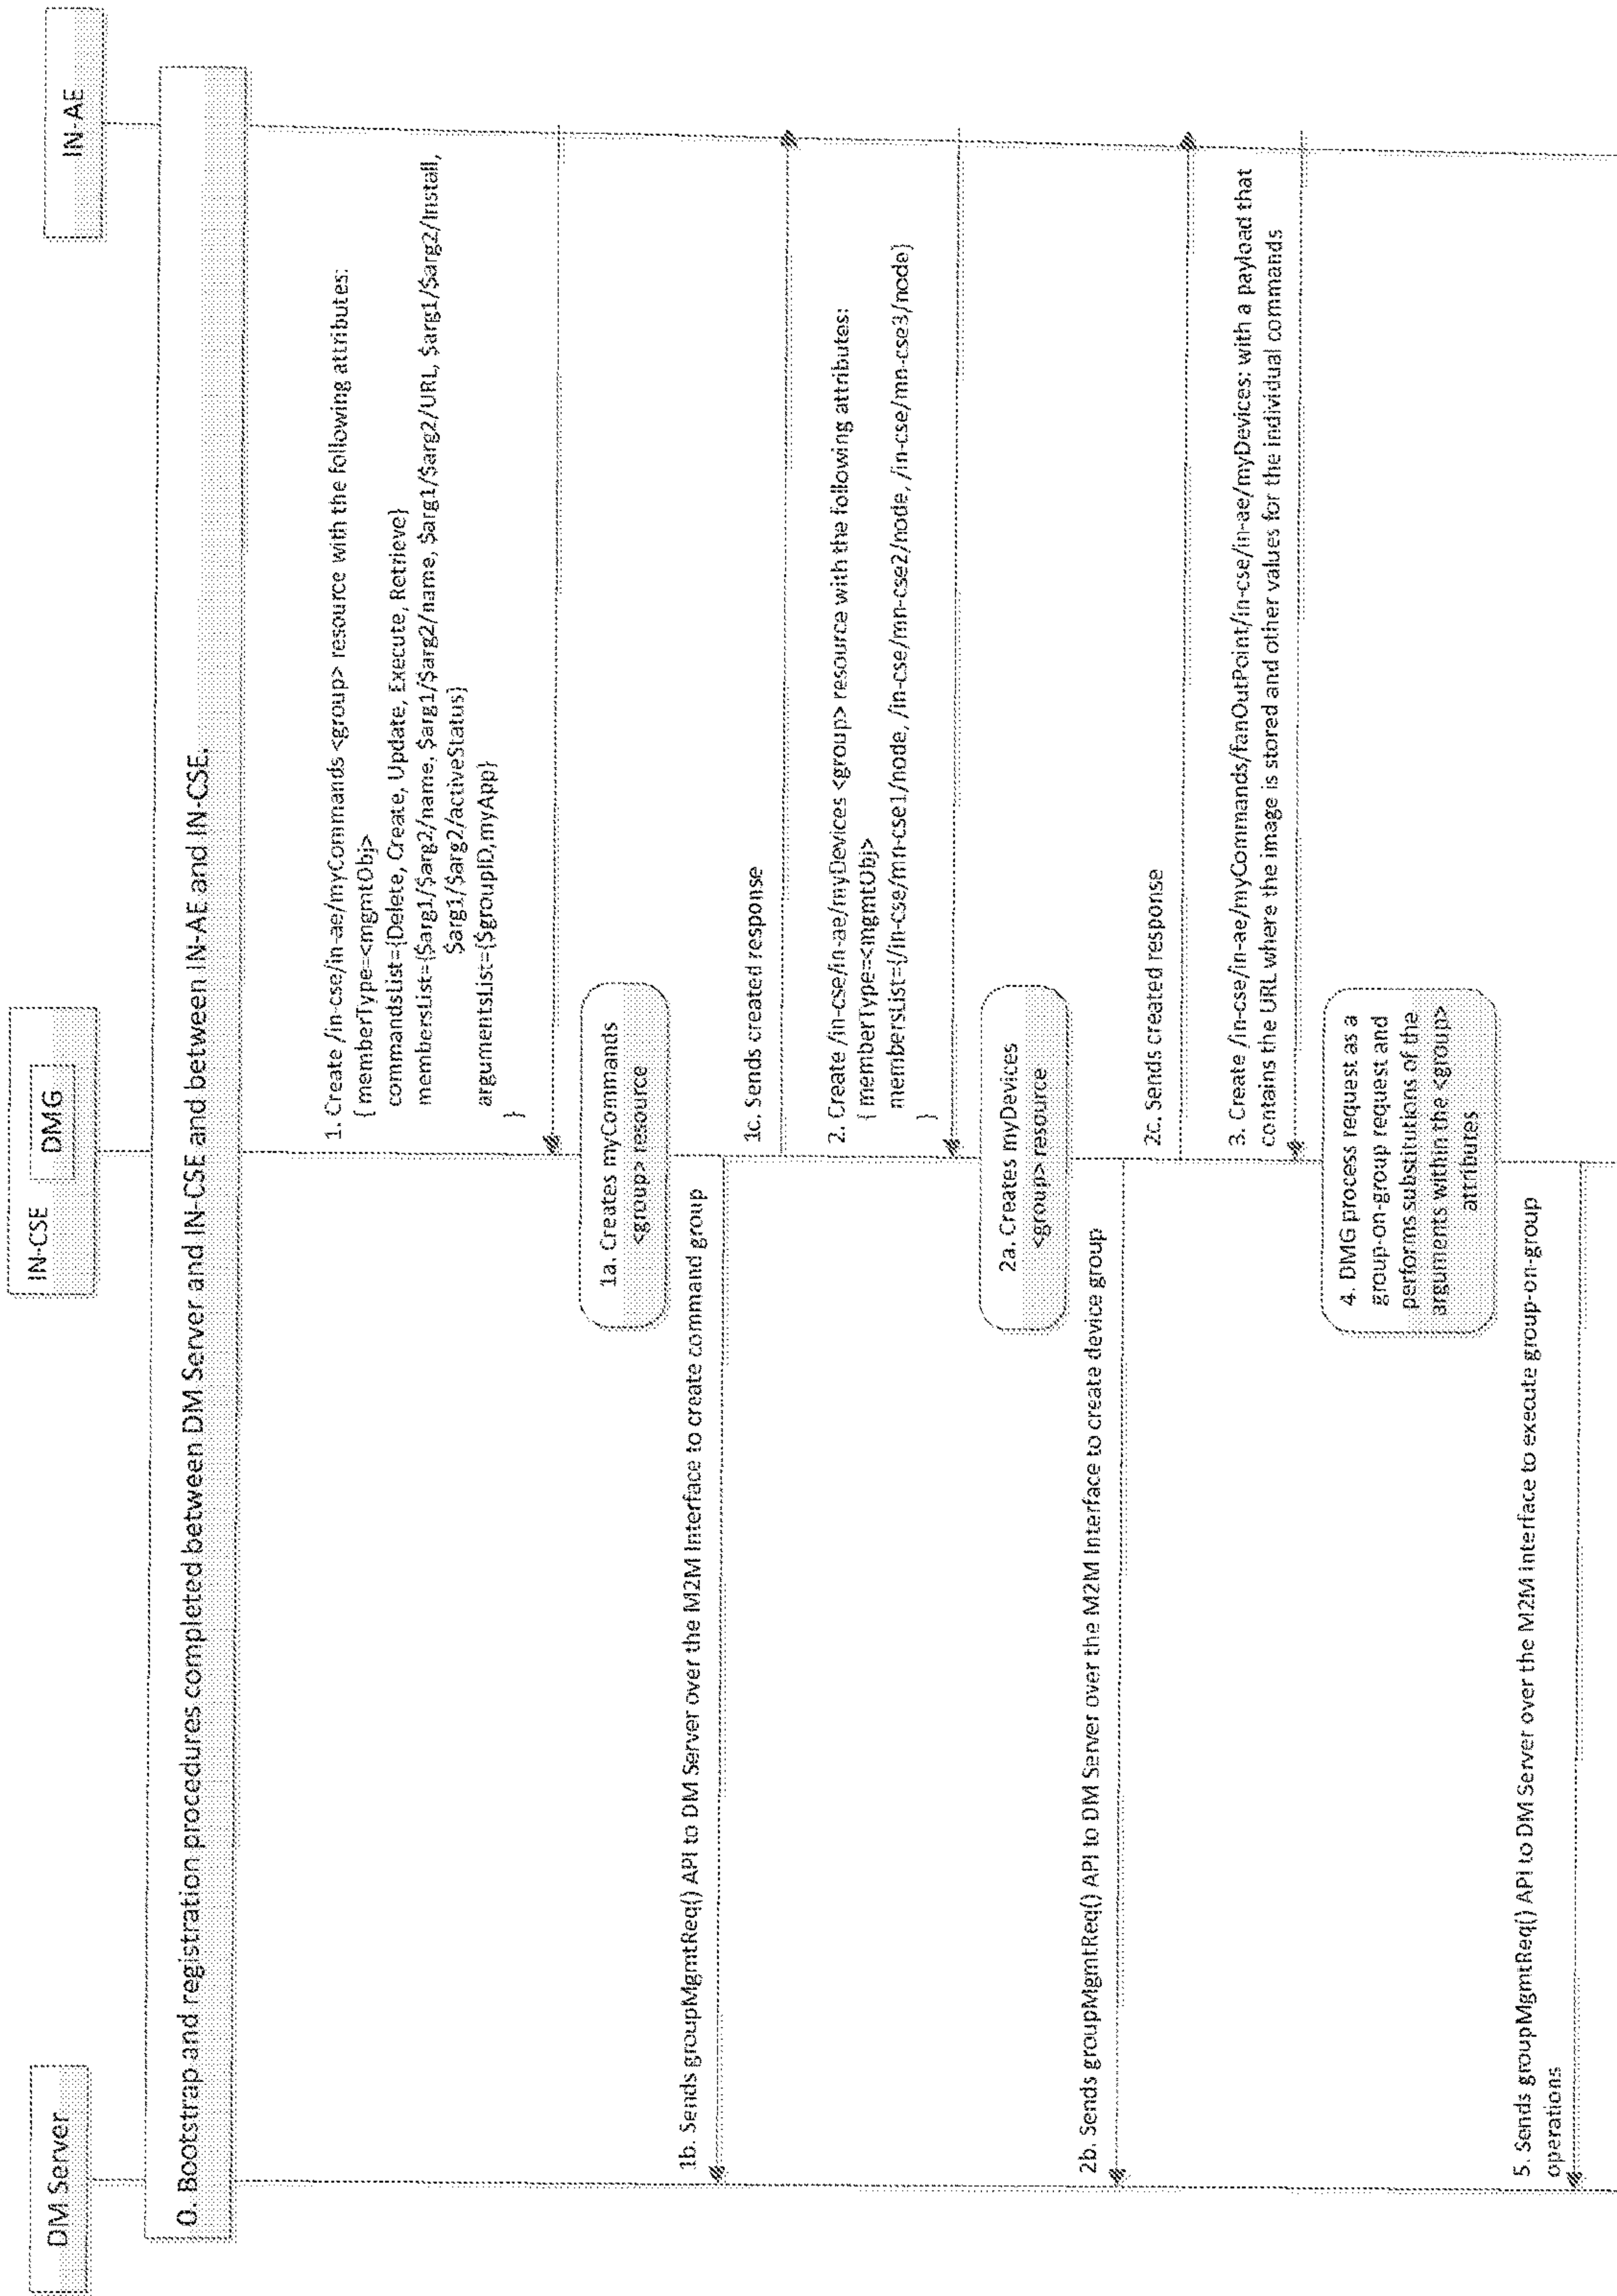 DM Server
IN-CSE
DMG
IN-AE
0. Bootstrap and registration procedures completed between DM Server and IN-CSE and between IN-AE and IN-CSE.
1. Create /in-cse/in-ae/myCommands <group> resource with the following attributes:
{ memberType=<mgmtObj>
commandsList={Delete, Create, Update, Execute, Retrieve}
membersList={$arg1/$arg2/name, $arg1/$arg2/name, $arg1/$arg2/URL, $arg1/$arg2/Install,
$arg1/$arg2/activeStatus}
argumentsList={$groupID,myApp}
}
1a. Creates myCommands
<group> resource
1b. Sends groupMgmtReq() API to DM Server over the M2M Interface to create command group
1c. Sends created response
2. Create /in-cse/in-ae/myDevices <group> resource with the following attributes:
{ memberType=<mgmtObj>
membersList={/in-cse/mn-cse1/node, /in-cse/mn-cse2/node, /in-cse/mn-cse3/node}
}
2a. Creates myDevices
<group> resource
2b. Sends groupMgmtReq() API to DM Server over the M2M Interface to create device group
2c. Sends created response
3. Create /in-cse/in-ae/myCommands/fanOutPoint/in-cse/in-ae/myDevices: with a payload that
contains the URL where the image is stored and other values for the individual commands
4. DMG process request as a
group-on-group request and
performs substitutions of the
arguments within the <group>
attributes
5. Sends groupMgmtReq() API to DM Server over the M2M Interface to execute group-on-group
operations